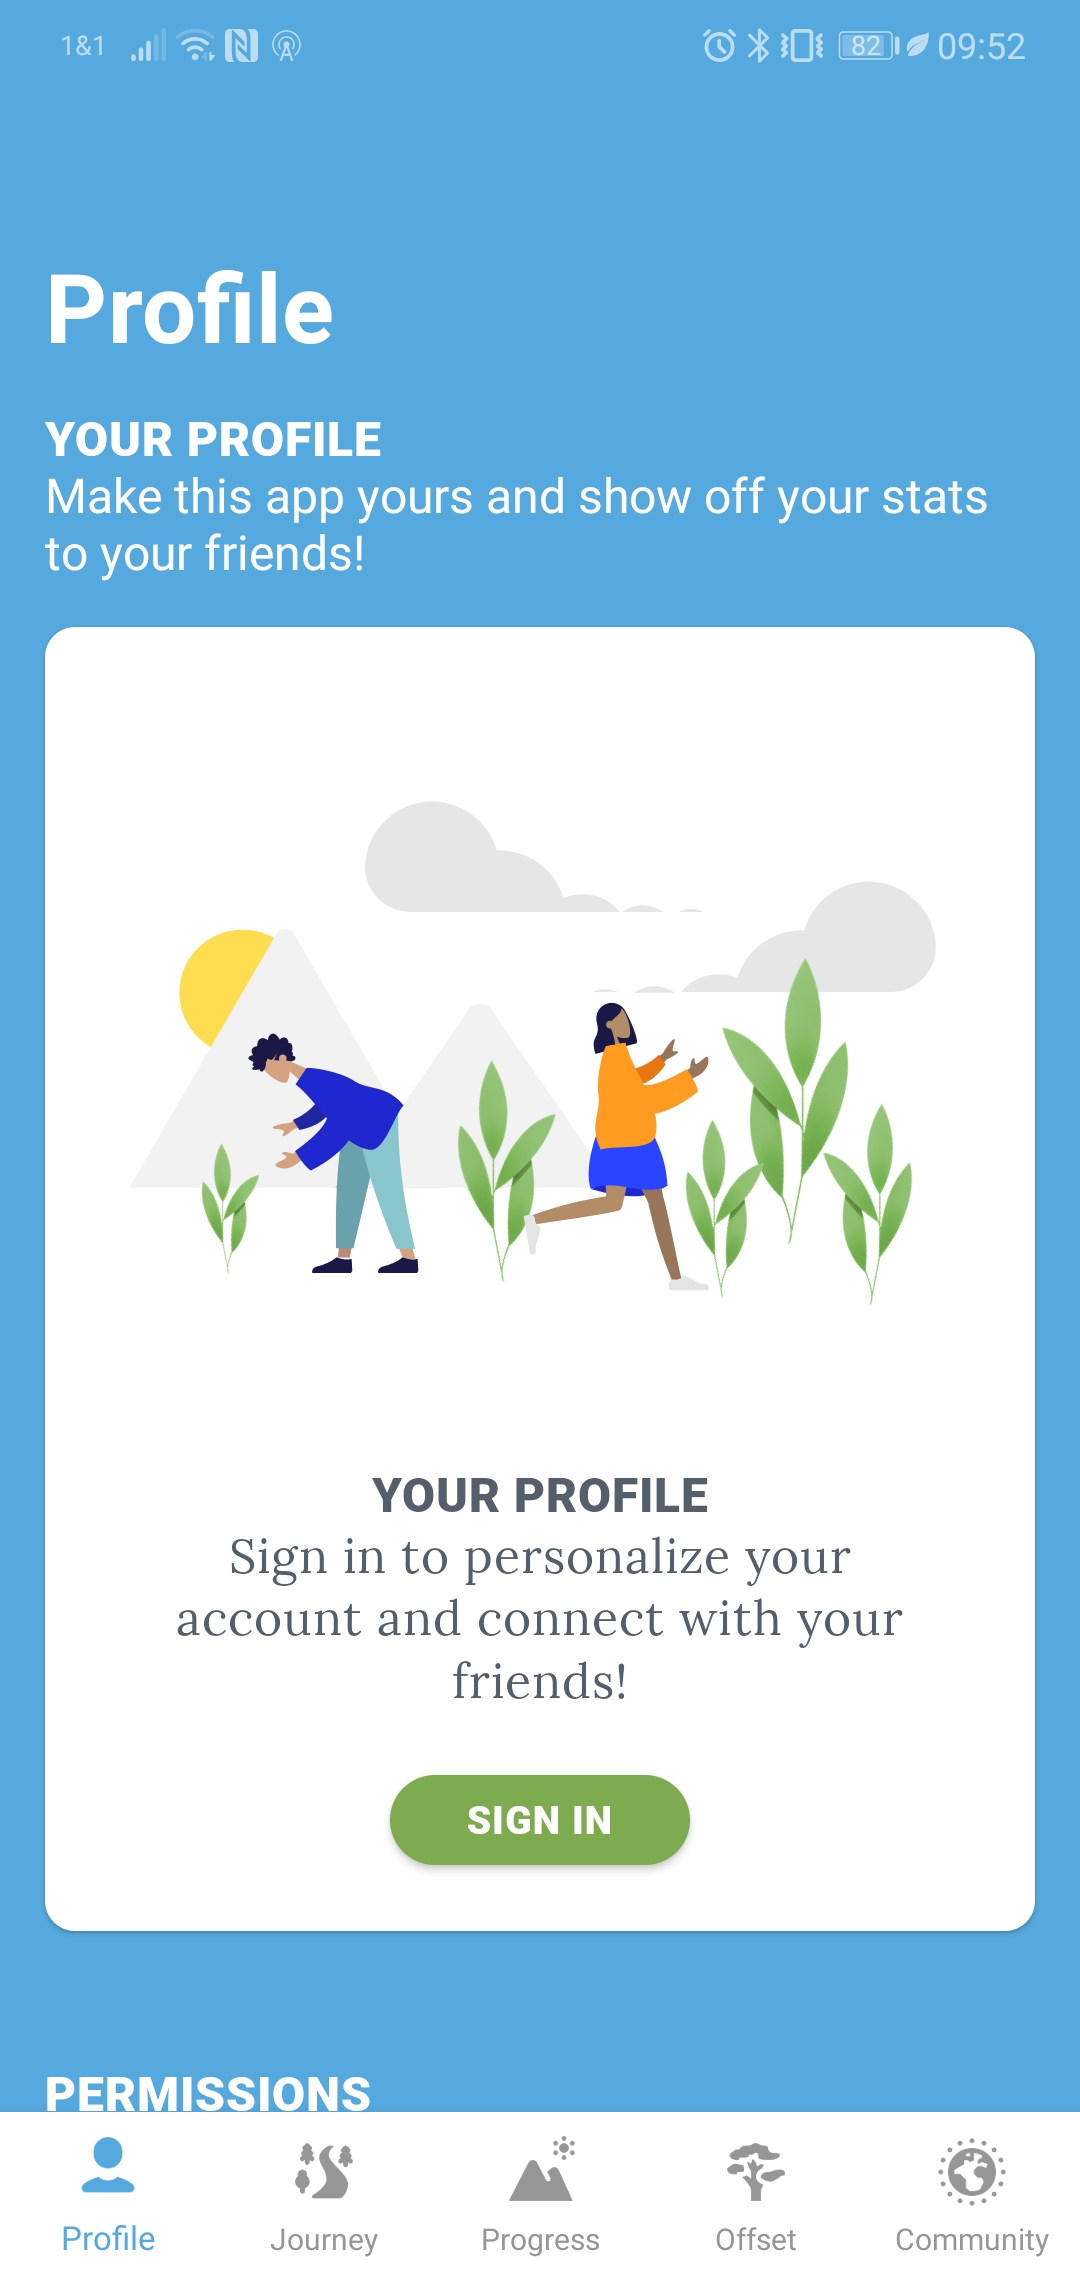 1&1 82 09:52
Profile
YOUR PROFILE
Make this app yours and show off your stats
to your friends!
YOUR PROFILE
Sign in to personalize your
account and connect with your
friends!
SIGN IN
PERMISSIONS
Profile Journey Progress Offset Community